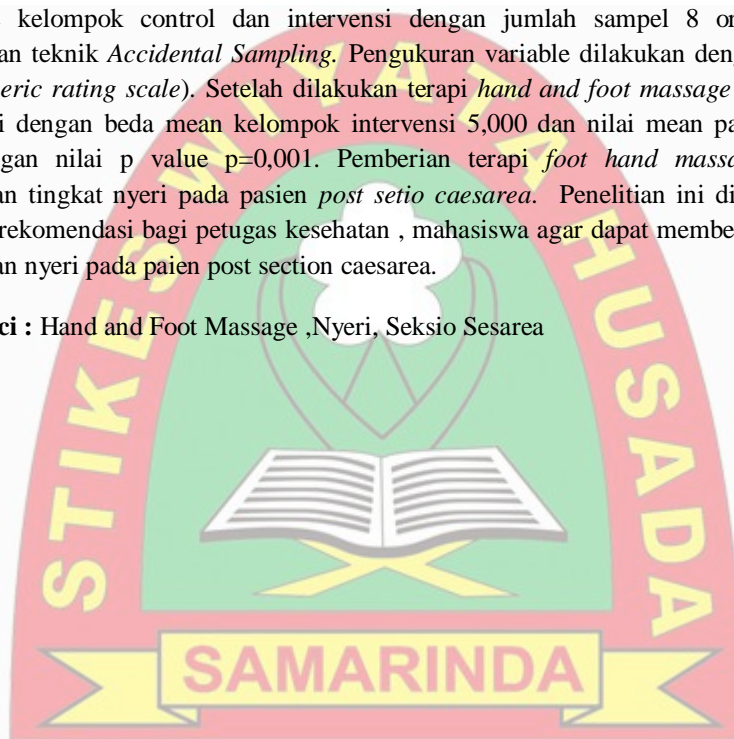 kelompok control dan intervensi dengan jumlah sampel 8 or
an teknik Accidental Sampling. Pengukuran variable dilakukan deng
eric rating scale). Setelah dilakukan terapi hand and foot massage
i dengan beda mean kelompok intervensi 5,000 dan nilai mean pa
gan nilai p value p=0,001. Pemberian terapi foot hand massa
an tingkat nyeri pada pasien post setio caesarea. Penelitian ini di
rekomendasi bagi petugas kesehatan , mahasiswa agar dapat membe
an nyeri pada paien post section caesarea.
ci : Hand and Foot Massage ,Nyeri, Seksio Sesarea
STIKES WIYATA HUSADA
SAMARINDA